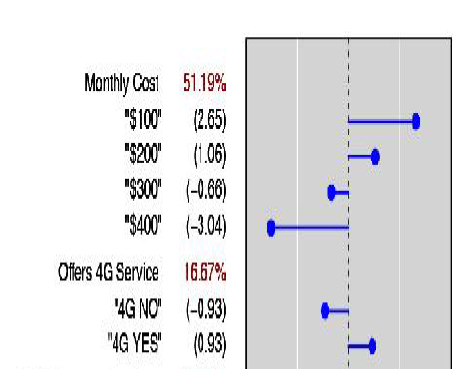 Monthly Cost 51.19%
"$100" (2.65)
"$200" (1.06)
"$300" (−0.66)
"$400" (−3.04)
Offers 4G Service 16.67%
"4G NO" (−0.93)
"4G YES" (0.93)